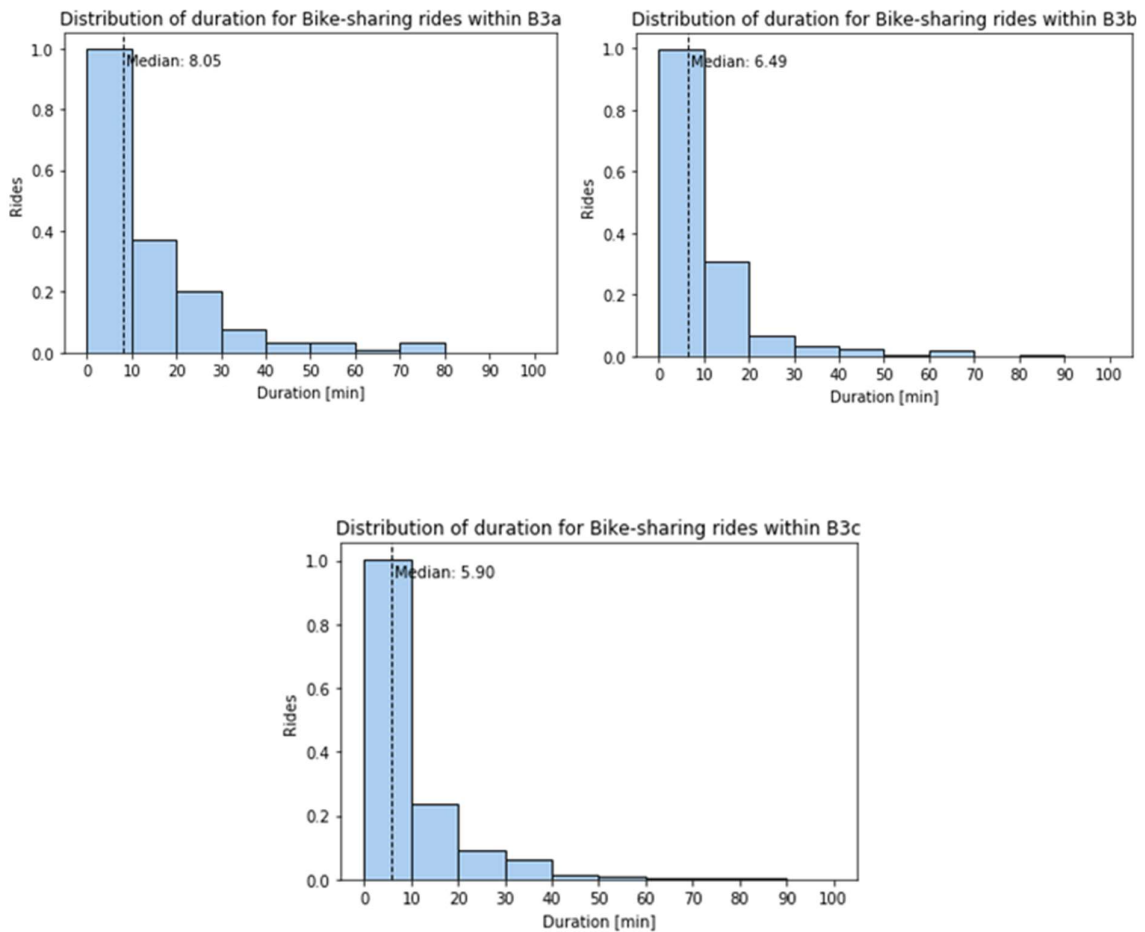 Distribution of duration for Bike-sharing rides within B3a
Median: 8.05
1.0
0.8
0.6
0.4
0.2
0.0
Rides
0 10 20 30 40 50 60 70 80 90 100
Duration [min]
Distribution of duration for Bike-sharing rides within B3b
Median: 6.49
1.0
0.8
0.6
0.4
0.2
0.0
Rides
0 10 20 30 40 50 60 70 80 90 100
Duration [min]
Distribution of duration for Bike-sharing rides within B3c
Median: 5.90
1.0
0.8
0.6
0.4
0.2
0.0
Rides
0 10 20 30 40 50 60 70 80 90 100
Duration [min]